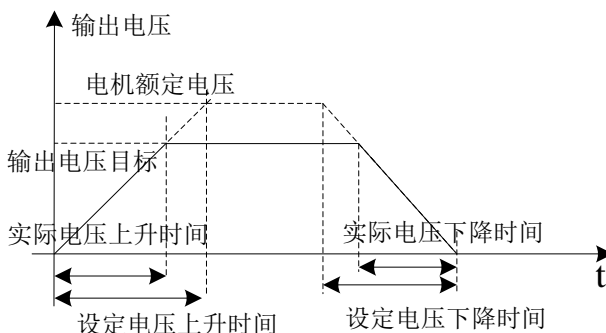 输出电压
电机额定电压
输出电压目标
实际电压上升时间
实际电压下降时间
t
设定电压上升时间
设定电压下降时间